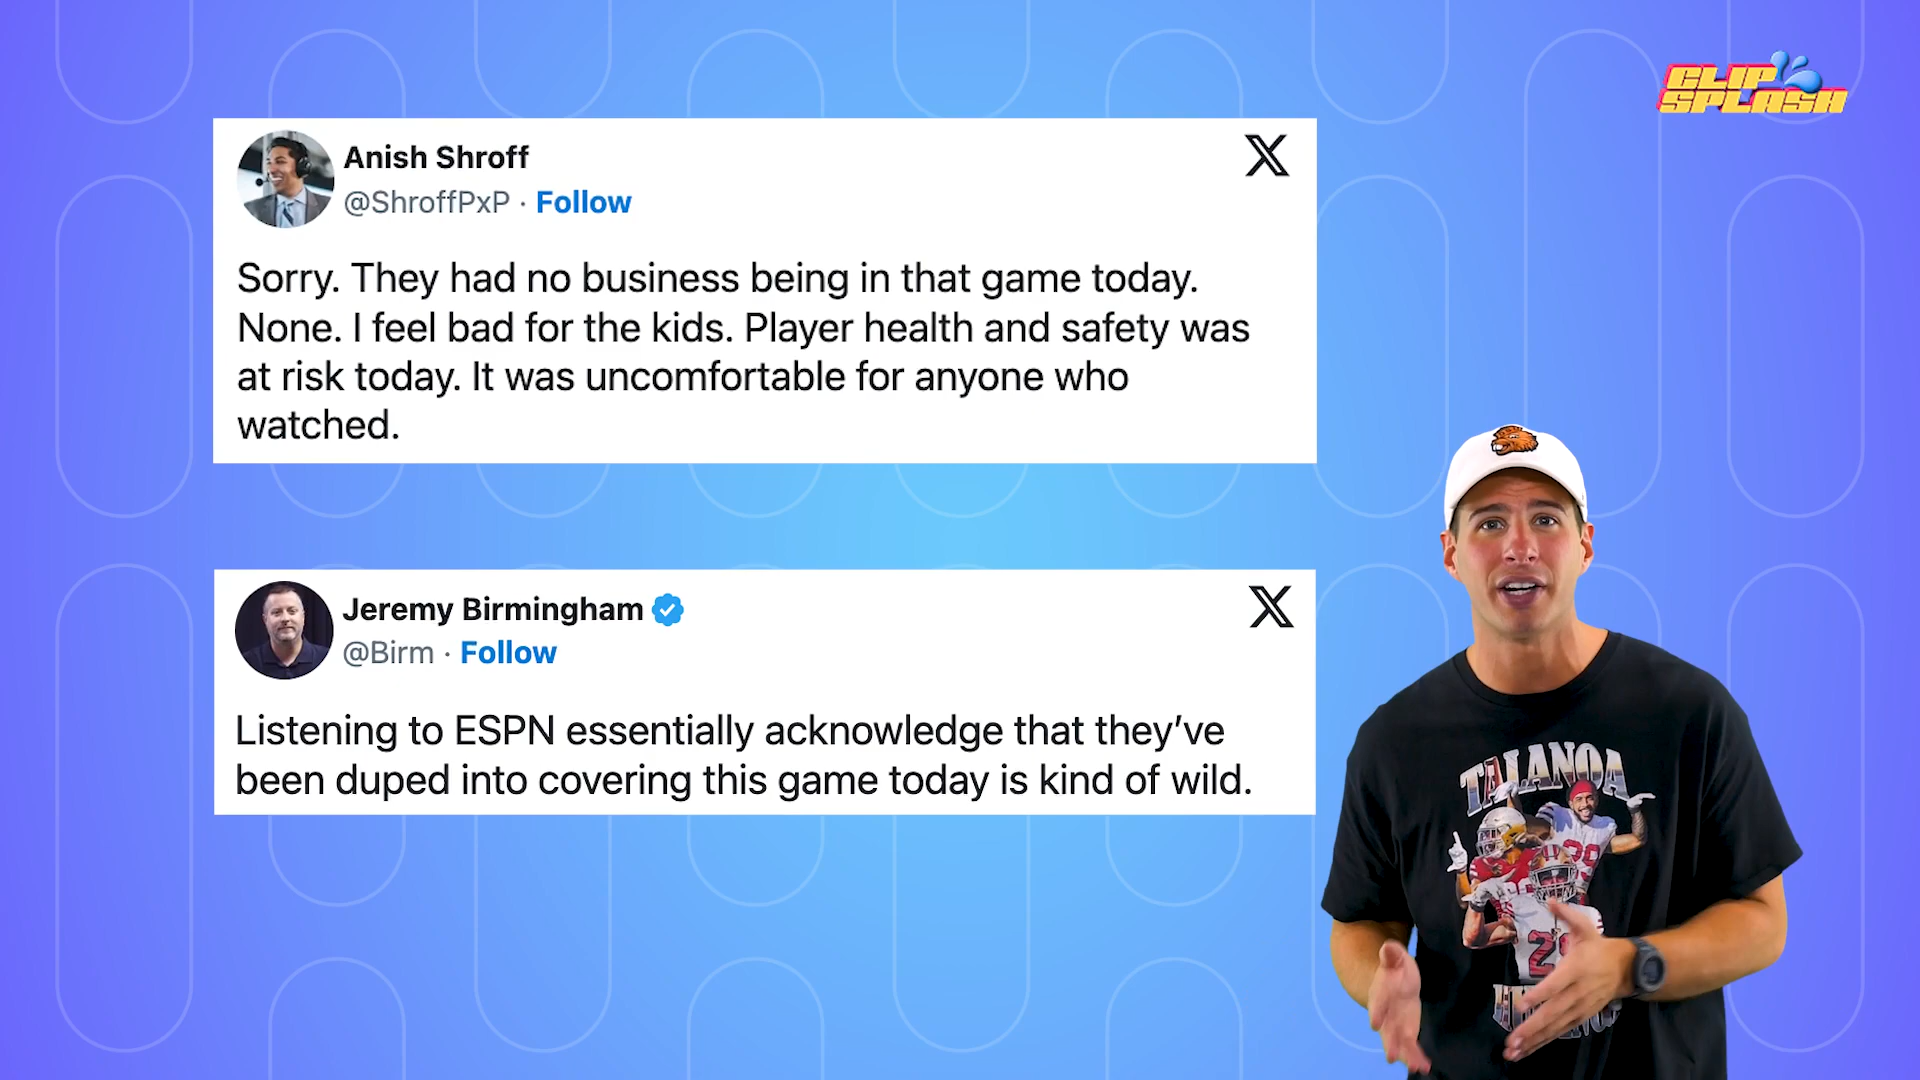 CLIP
SPLASH
Anish Shroff
@ShroffPxP · Follow
Sorry. They had no business being in that game today.
None. I feel bad for the kids. Player health and safety was
at risk today. It was uncomfortable for anyone who
watched.
Jeremy Birmingham
@Birm · Follow
Listening to ESPN essentially acknowledge that they’ve
been duped into covering this game today is kind of wild.
TALANOA
29